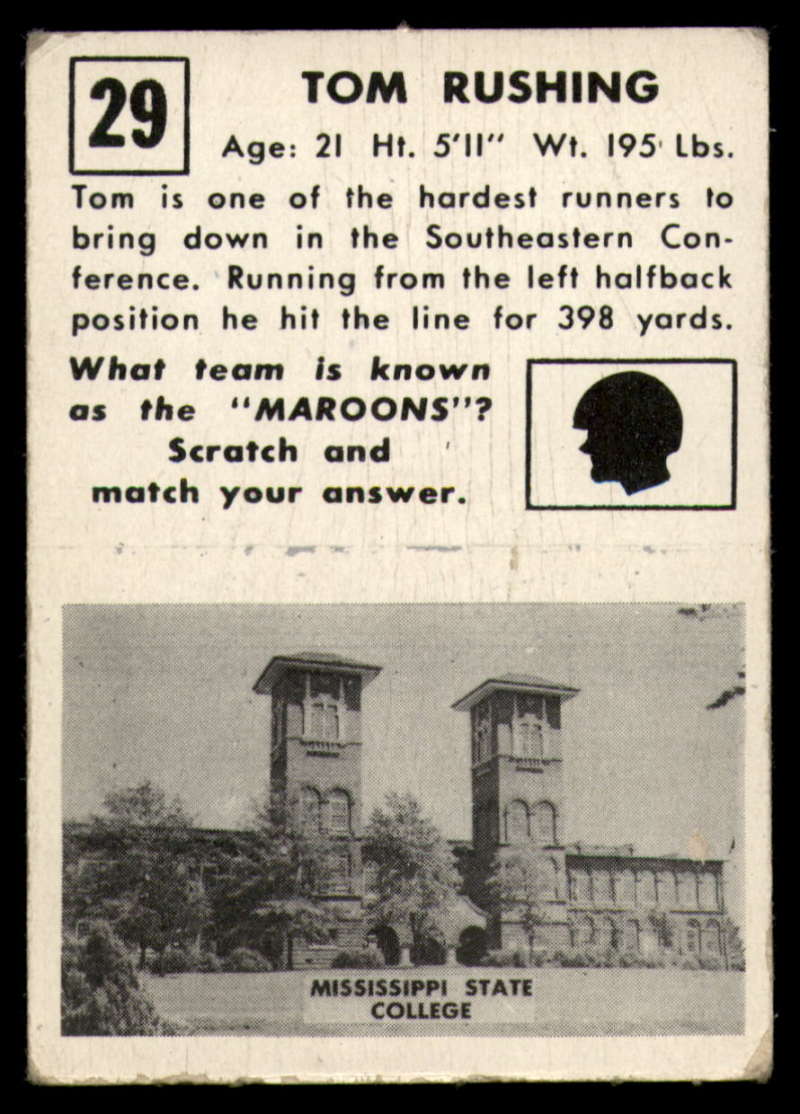 29
TOM RUSHING
Age: 21 Ht. 5'11" Wt. 195 Lbs.
Tom is one of the hardest runners to
bring down in the Southeastern Con-
ference. Running from the left halfback
position he hit the line for 398 yards.
What team is known
as the "MAROONS"?
Scratch and
match your answer.
MISSISSIPPI STATE
COLLEGE